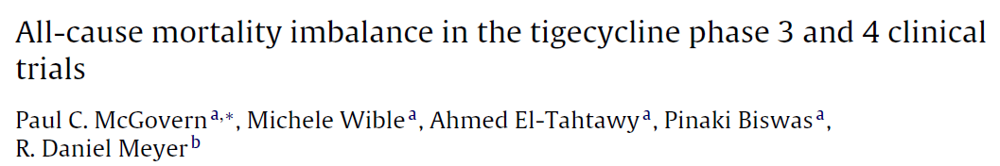 All-cause mortality imbalance in the tigecycline phase 3 and 4 clinical
trials
Paul C. McGovern a,*, Michele Wible a, Ahmed El-Tahtawy a, Pinaki Biswas a,
R. Daniel Meyer b